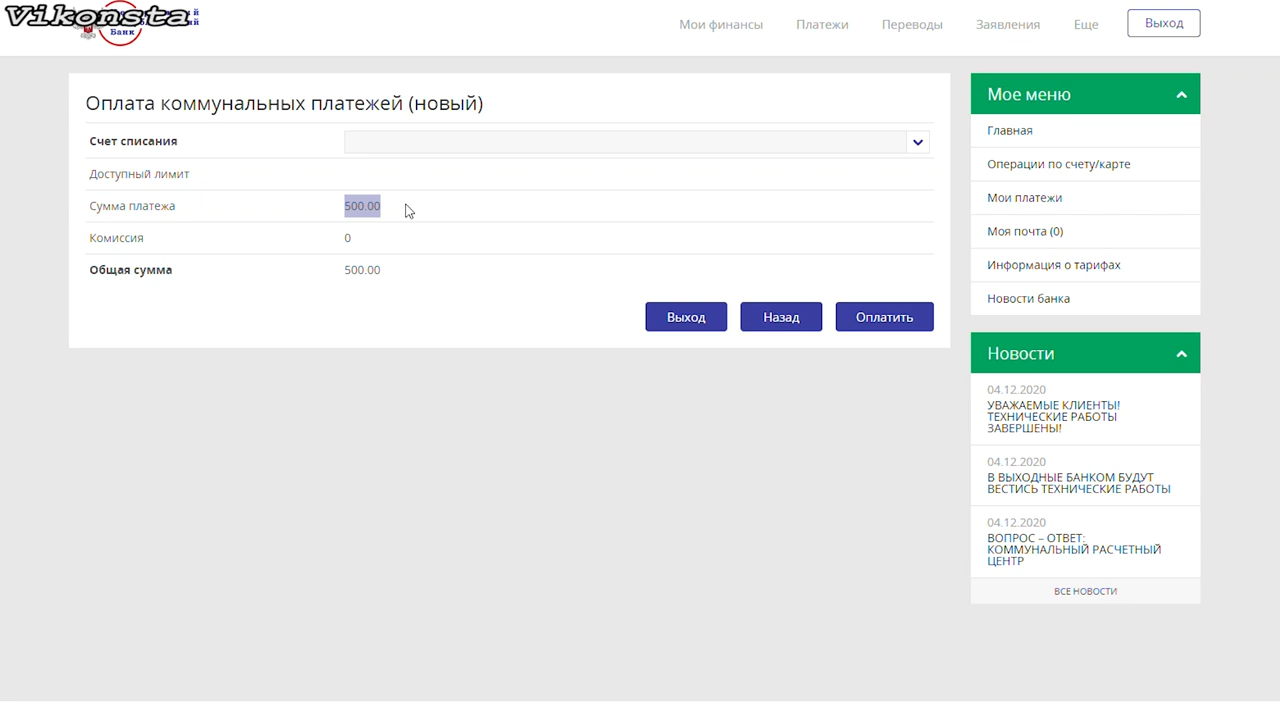 Vikonsta
Банк
Мои финансы
Платежи
Переводы
Заявления
Еще
Выход
Оплата коммунальных платежей (новый)
Счет списания
Доступный лимит
Сумма платежа 500.00
Комиссия 0
Общая сумма 500.00
Выход
Назад
Оплатить
Мое меню
Главная
Операции по счету/карте
Мои платежи
Моя почта (0)
Информация о тарифах
Новости банка
Новости
04.12.2020
УВАЖАЕМЫЕ КЛИЕНТЫ!
ТЕХНИЧЕСКИЕ РАБОТЫ
ЗАВЕРШЕНЫ!
04.12.2020
В ВЫХОДНЫЕ БАНКОМ БУДУТ
ВЕСТИСЬ ТЕХНИЧЕСКИЕ РАБОТЫ
04.12.2020
ВОПРОС – ОТВЕТ:
КОММУНАЛЬНЫЙ РАСЧЕТНЫЙ
ЦЕНТР
ВСЕ НОВОСТИ